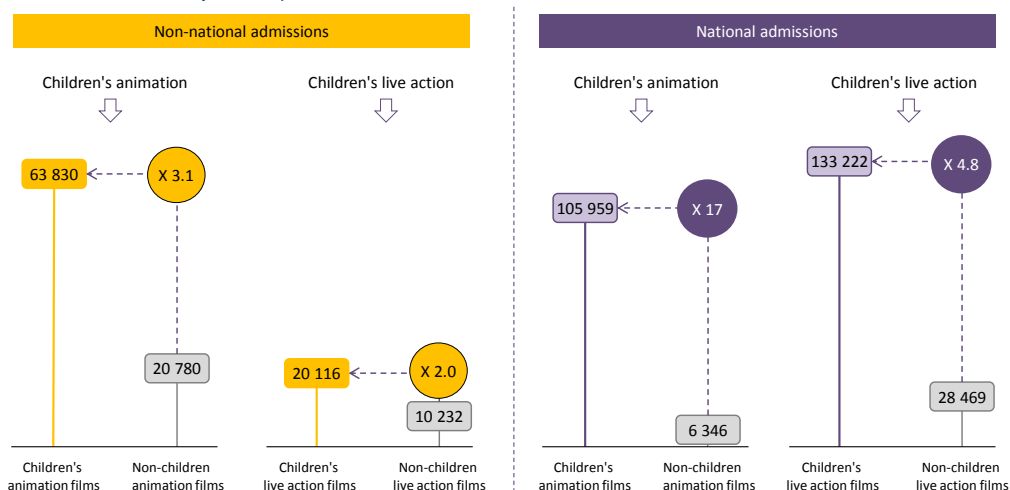 Non-national admissions
Children's animation
Children's live action
63 830
X 3.1
20 780
20 116
X 2.0
10 232
Children's
animation films
Non-children
animation films
Children's
live action films
Non-children
live action films
National admissions
Children's animation
Children's live action
105 959
X 17
6 346
133 222
X 4.8
28 469
Children's
animation films
Non-children
animation films
Children's
live action films
Non-children
live action films